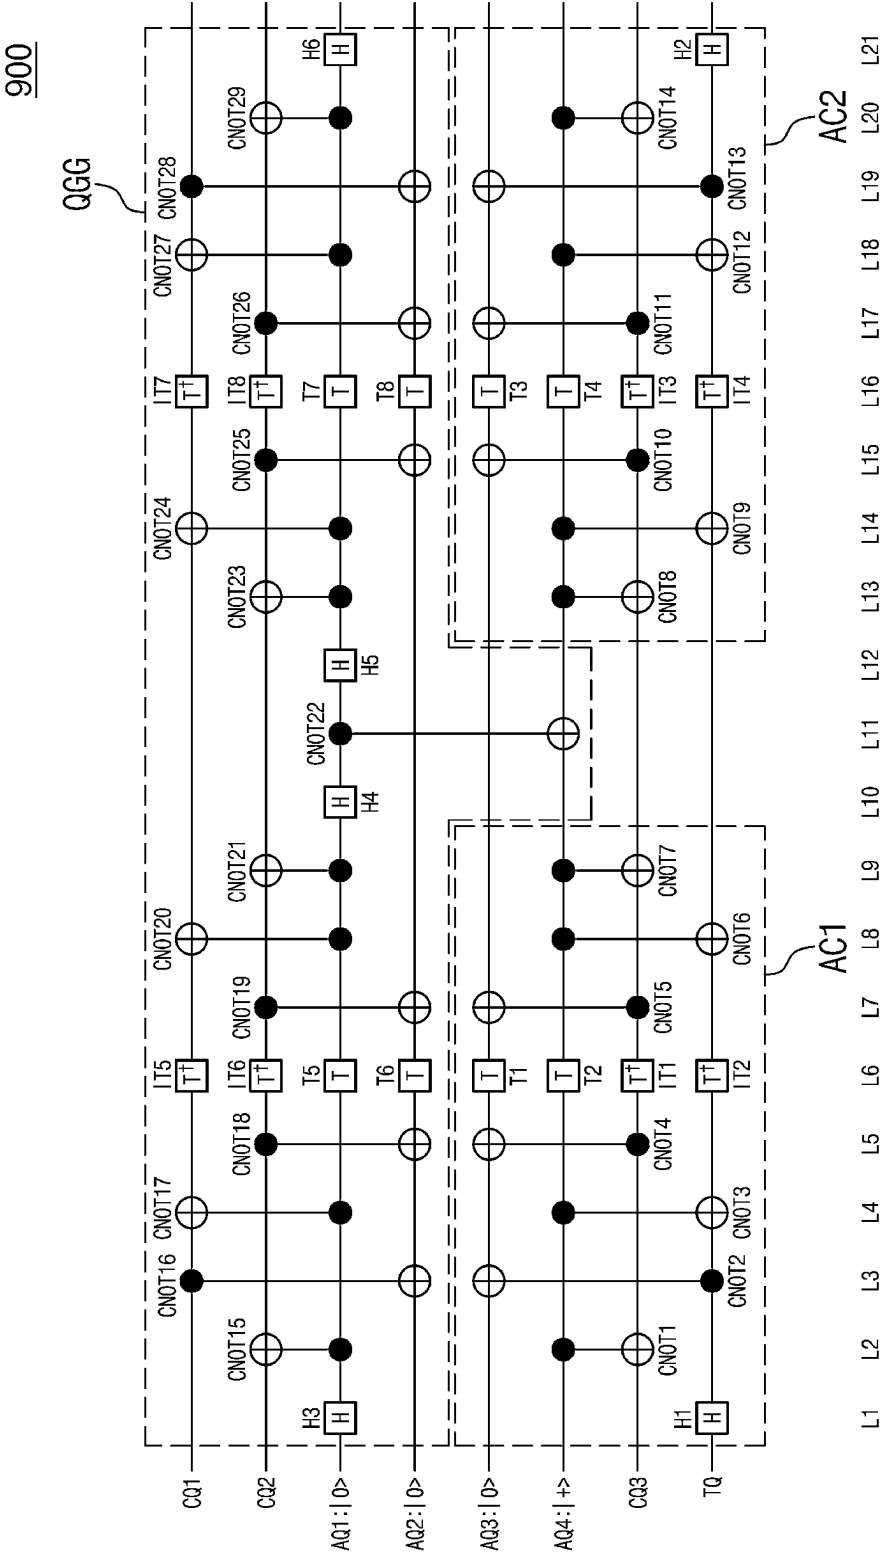 900
QGG
CNOT16 CNOT17 IT5 CNOT20 CNOT24 IT7 CNOT27 CNOT28
CQ1 T† T†
CNOT15 CNOT18 IT6 CNOT19 CNOT21 CNOT23 CNOT25 IT8 CNOT26 CNOT29
CQ2 T† T†
H3 T5 CNOT22 T7 H6
AQ1:|0> H T H H T H
T6 H4 H5 T8
AQ2:|0> T T
AQ3:|0> T T
T1 T3
AQ4:|+> T T
T2 T4
CQ3 T† T†
CNOT1 CNOT4 IT1 CNOT5 CNOT7 CNOT8 CNOT10 IT3 CNOT11 CNOT14
H1 H2
TQ H T† T† H
CNOT2 CNOT3 IT2 CNOT6 CNOT9 IT4 CNOT12 CNOT13
AC1 AC2
L1 L2 L3 L4 L5 L6 L7 L8 L9 L10 L11 L12 L13 L14 L15 L16 L17 L18 L19 L20 L21